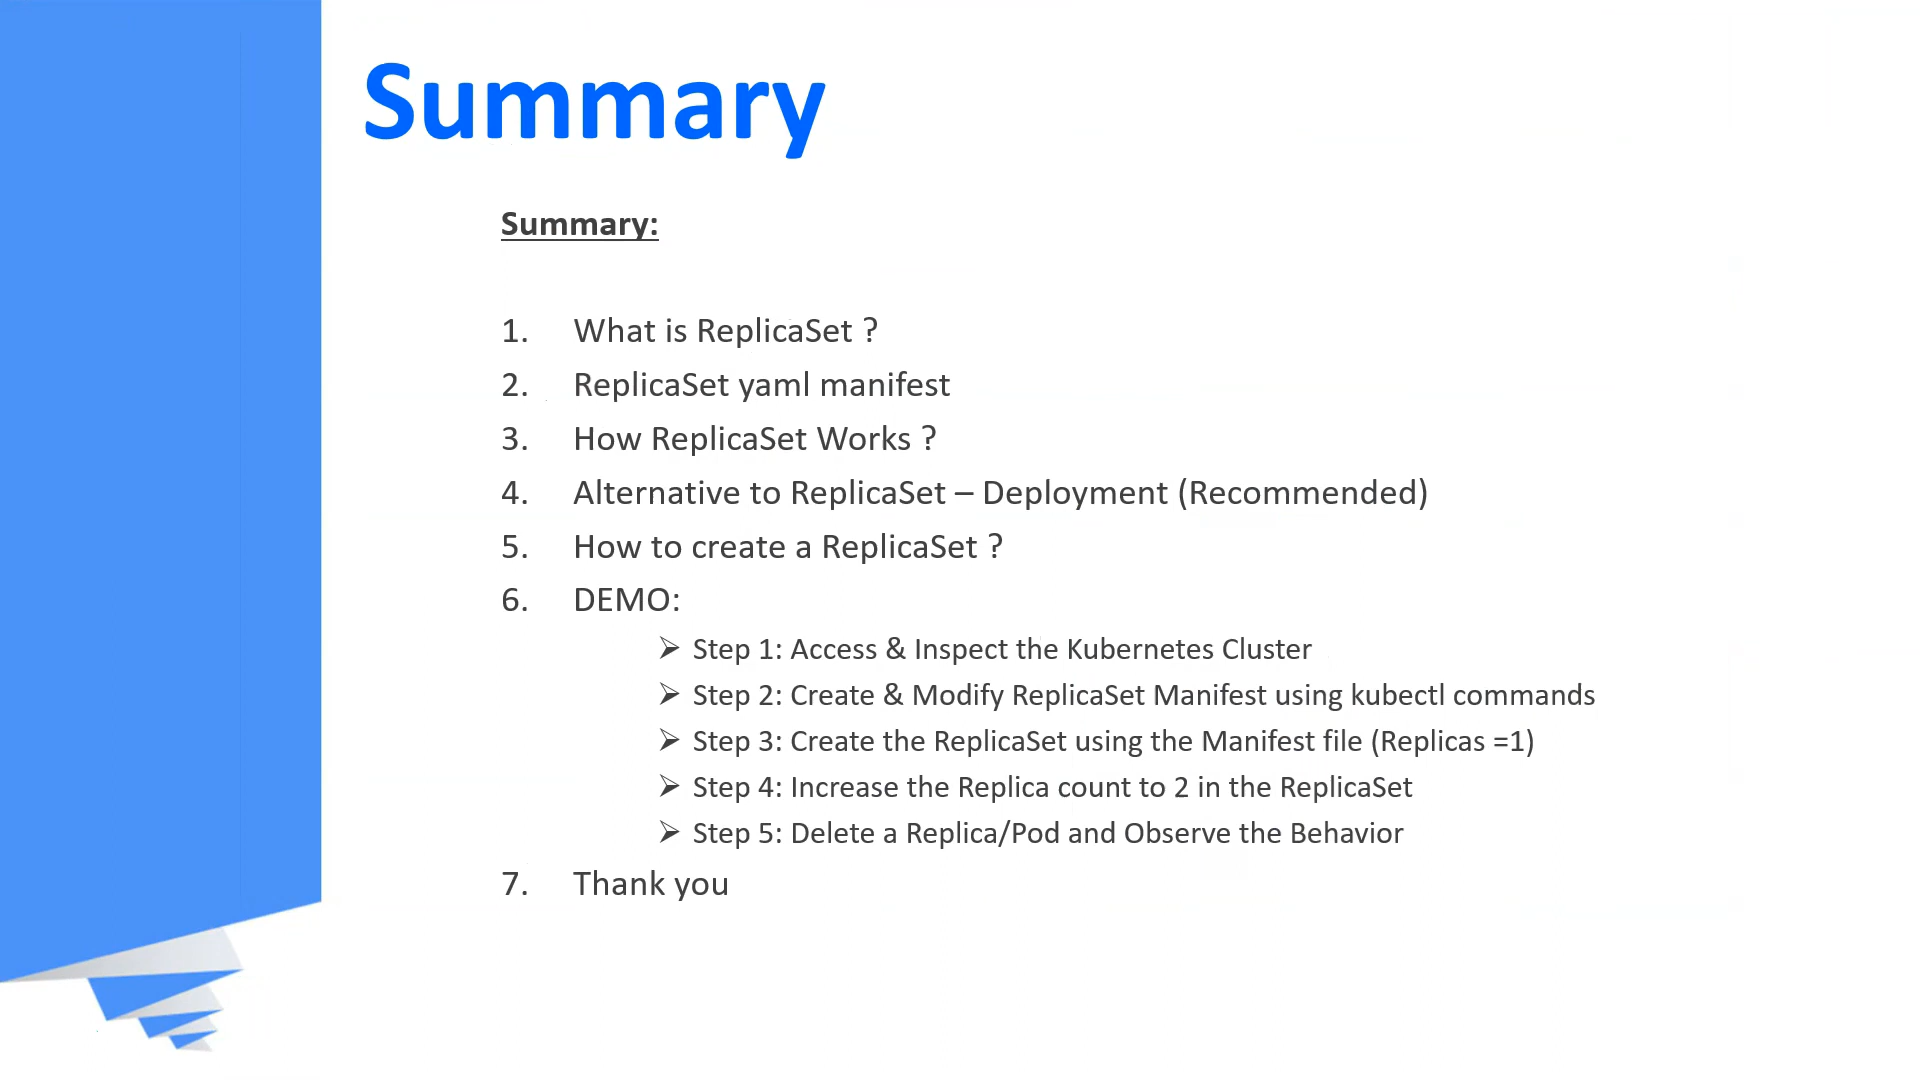 Summary
Summary:
1. What is ReplicaSet ?
2. ReplicaSet yaml manifest
3. How ReplicaSet Works ?
4. Alternative to ReplicaSet – Deployment (Recommended)
5. How to create a ReplicaSet ?
6. DEMO:
➢ Step 1: Access & Inspect the Kubernetes Cluster
➢ Step 2: Create & Modify ReplicaSet Manifest using kubectl commands
➢ Step 3: Create the ReplicaSet using the Manifest file (Replicas =1)
➢ Step 4: Increase the Replica count to 2 in the ReplicaSet
➢ Step 5: Delete a Replica/Pod and Observe the Behavior
7. Thank you